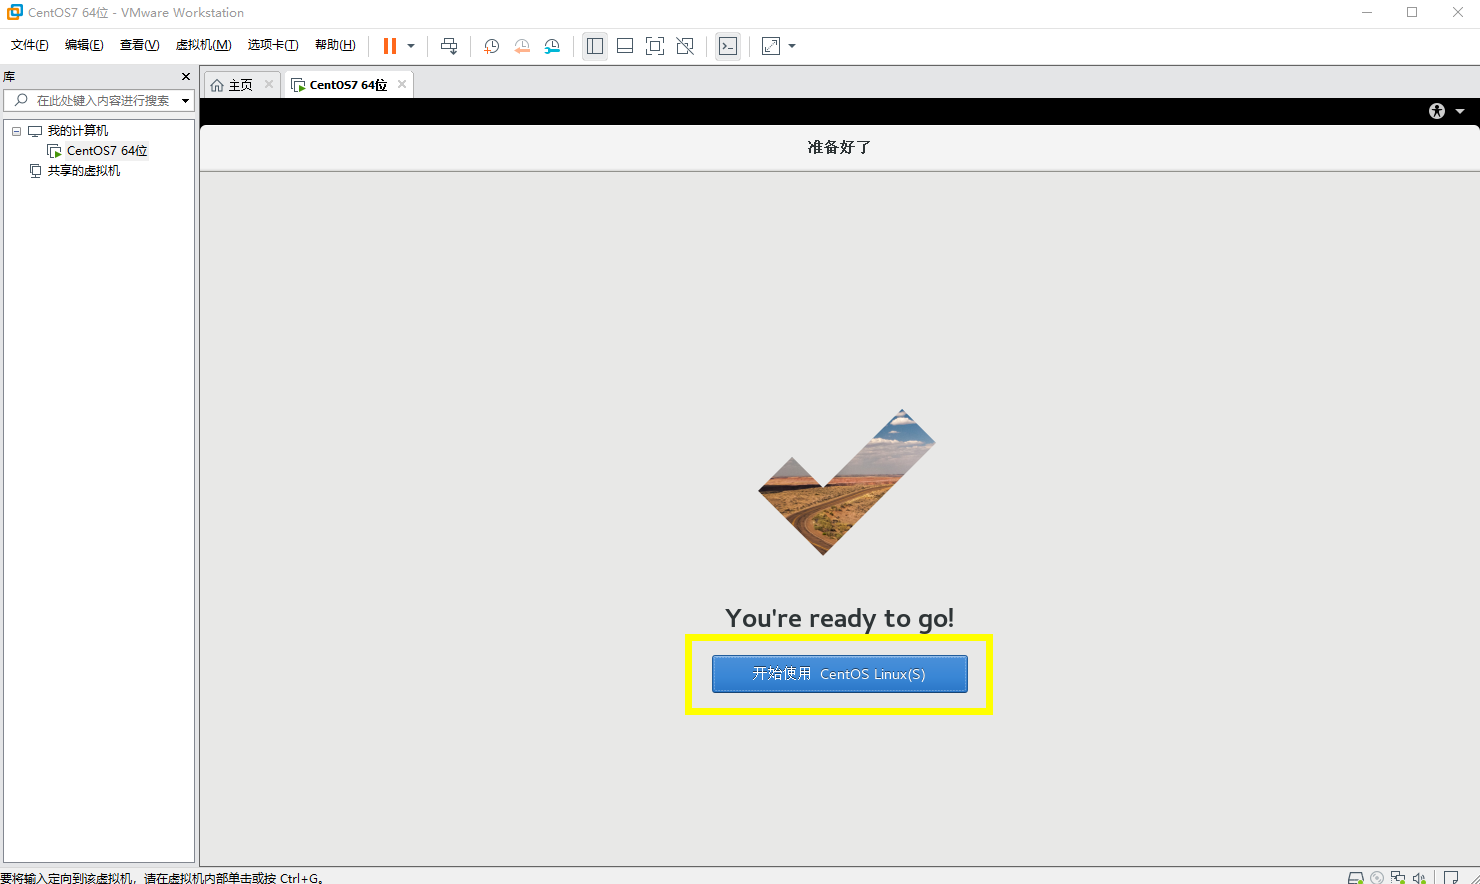 CentOS7 64位 - VMware Workstation
文件(F) 编辑(E) 查看(V) 虚拟机(M) 选项卡(T) 帮助(H)
库
在此处键入内容进行搜索
我的计算机
CentOS7 64位
共享的虚拟机
主页
CentOS7 64位
准备好了
You're ready to go!
开始使用 CentOS Linux(S)
要将输入定向到该虚拟机，请在虚拟机内部单击或按 Ctrl+G。